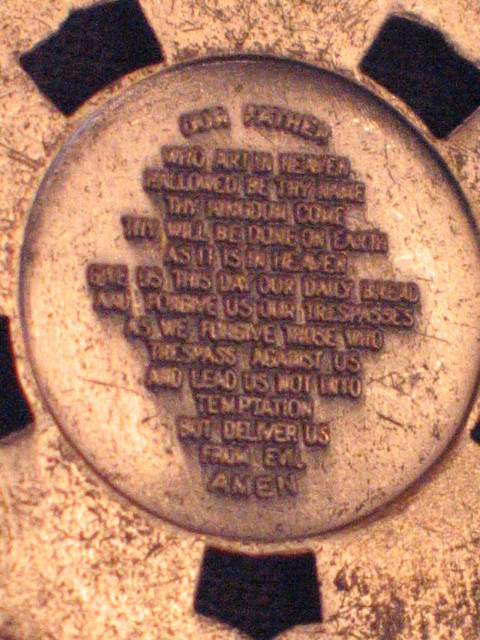 OUR FATHER
WHO ART IN HEAVEN
HALLOWED BE THY NAME
THY KINGDOM COME
THY WILL BE DONE ON EARTH
AS IT IS IN HEAVEN
GIVE US THIS DAY OUR DAILY BREAD
AND FORGIVE US OUR TRESPASSES
AS WE FORGIVE THOSE WHO
TRESPASS AGAINST US
AND LEAD US NOT INTO
TEMPTATION
BUT DELIVER US
FROM EVIL
AMEN